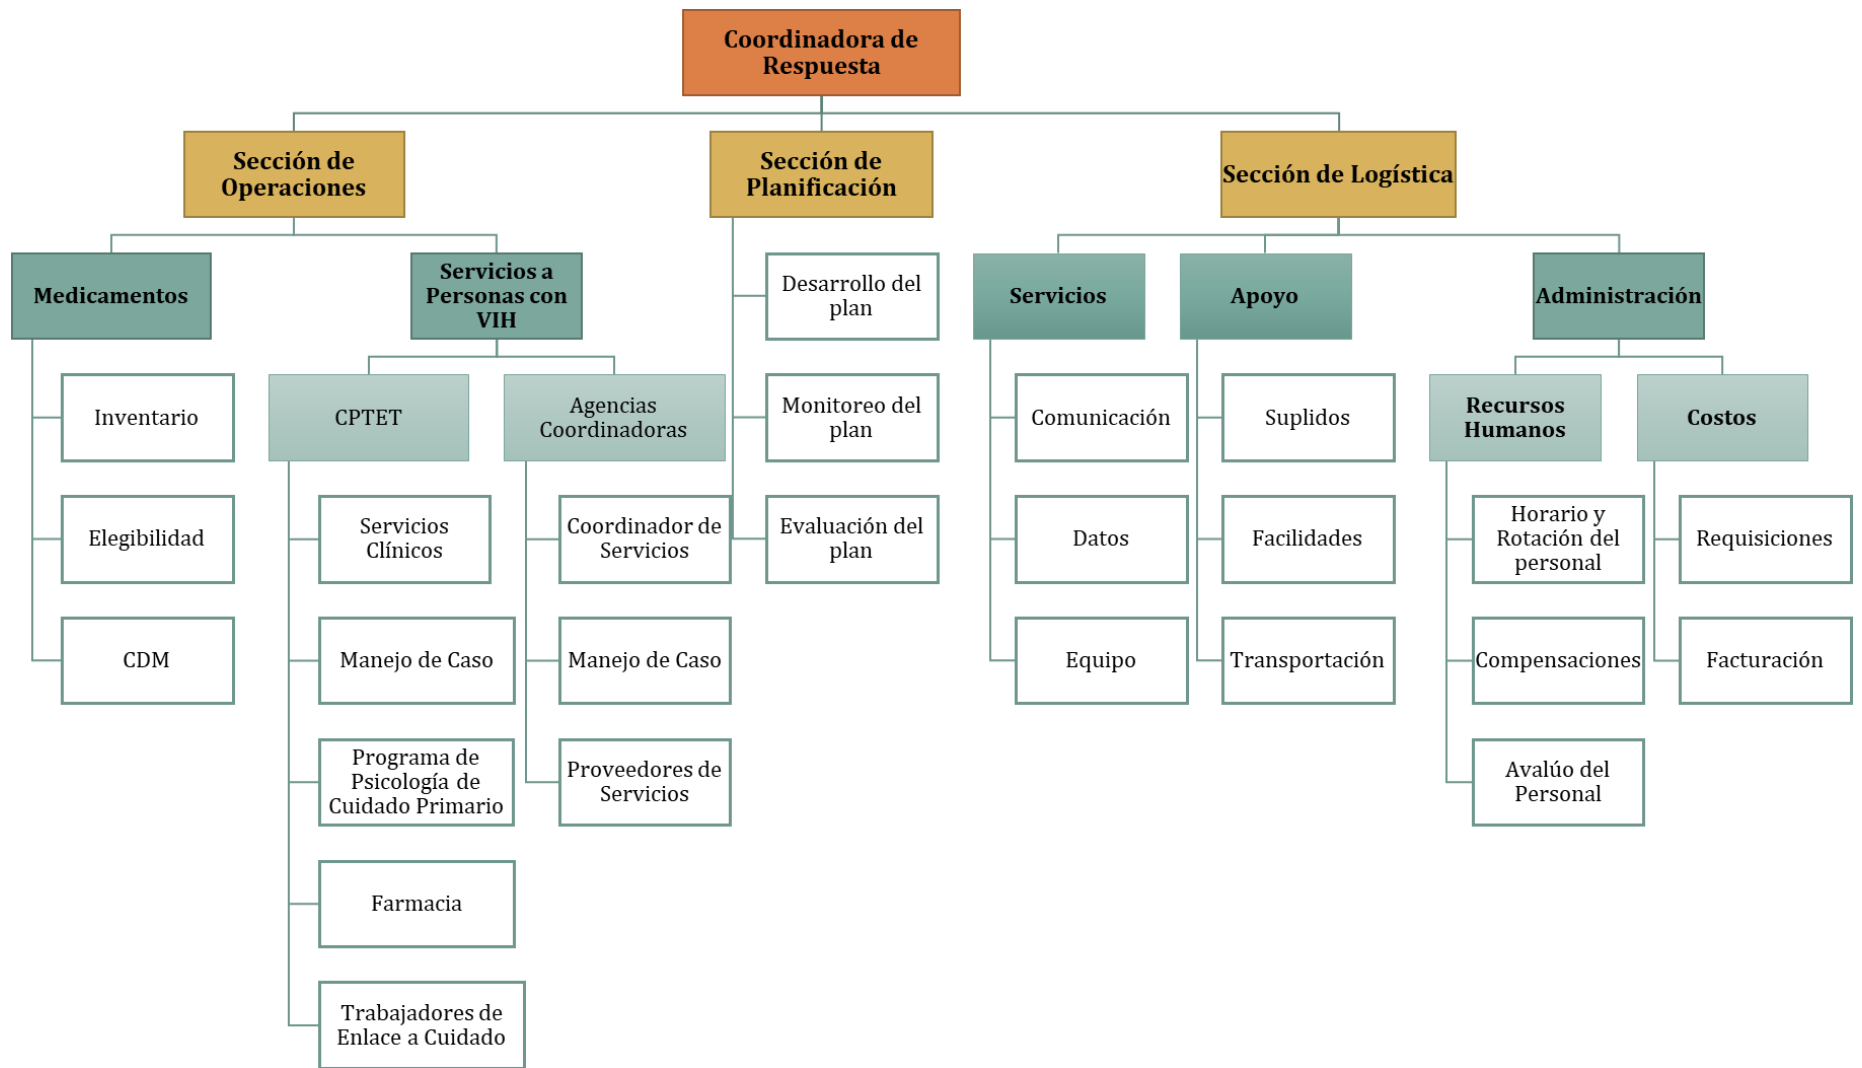 Coordinadora de
Respuesta
Sección de
Operaciones
Sección de
Planificación
Sección de Logística
Medicamentos
Servicios a
Personas con
VIH
Desarrollo del
plan
Servicios
Apoyo
Administración
Inventario
CPTET
Agencias
Coordinadoras
Monitoreo del
plan
Comunicación
Suplidos
Recursos
Humanos
Costos
Elegibilidad
Servicios
Clínicos
Coordinador de
Servicios
Evaluación del
plan
Datos
Facilidades
Horario y
Rotación del
personal
Requisiciones
CDM
Manejo de Caso
Manejo de Caso
Equipo
Transportación
Compensaciones
Facturación
Programa de
Psicología de
Cuidado Primario
Proveedores de
Servicios
Avalúo del
Personal
Farmacia
Trabajadores de
Enlace a Cuidado